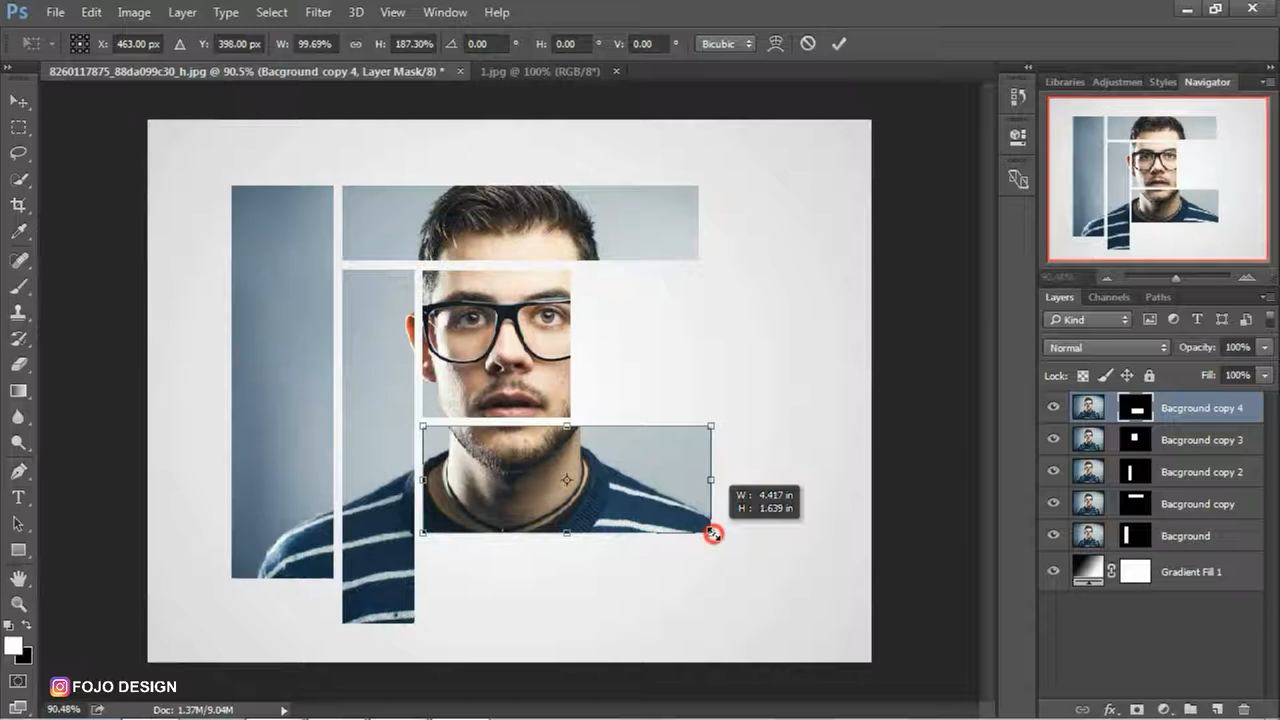 Ps File Edit Image Layer Type Select Filter 3D View Window Help
X: 463.00 px Y: 398.00 px W: 99.69% H: 187.30% 0.00 ° H: 0.00 ° V: 0.00 ° Bicubic
8260117875_88da099c30_h.jpg @ 90.5% (Bacground copy 4, Layer Mask/8) * × 1.jpg @ 100% (RGB/8*) ×
Libraries Adjustmen Styles Navigator
90.48%
Layers Channels Paths
Kind
Normal Opacity: 100%
Lock: Fill: 100%
Bacground copy 4
Bacground copy 3
Bacground copy 2
Bacground copy
Bacground
Gradient Fill 1
W : 4.417 in
H : 1.639 in
FOJO DESIGN
90.48% Doc: 1.37M/9.04M